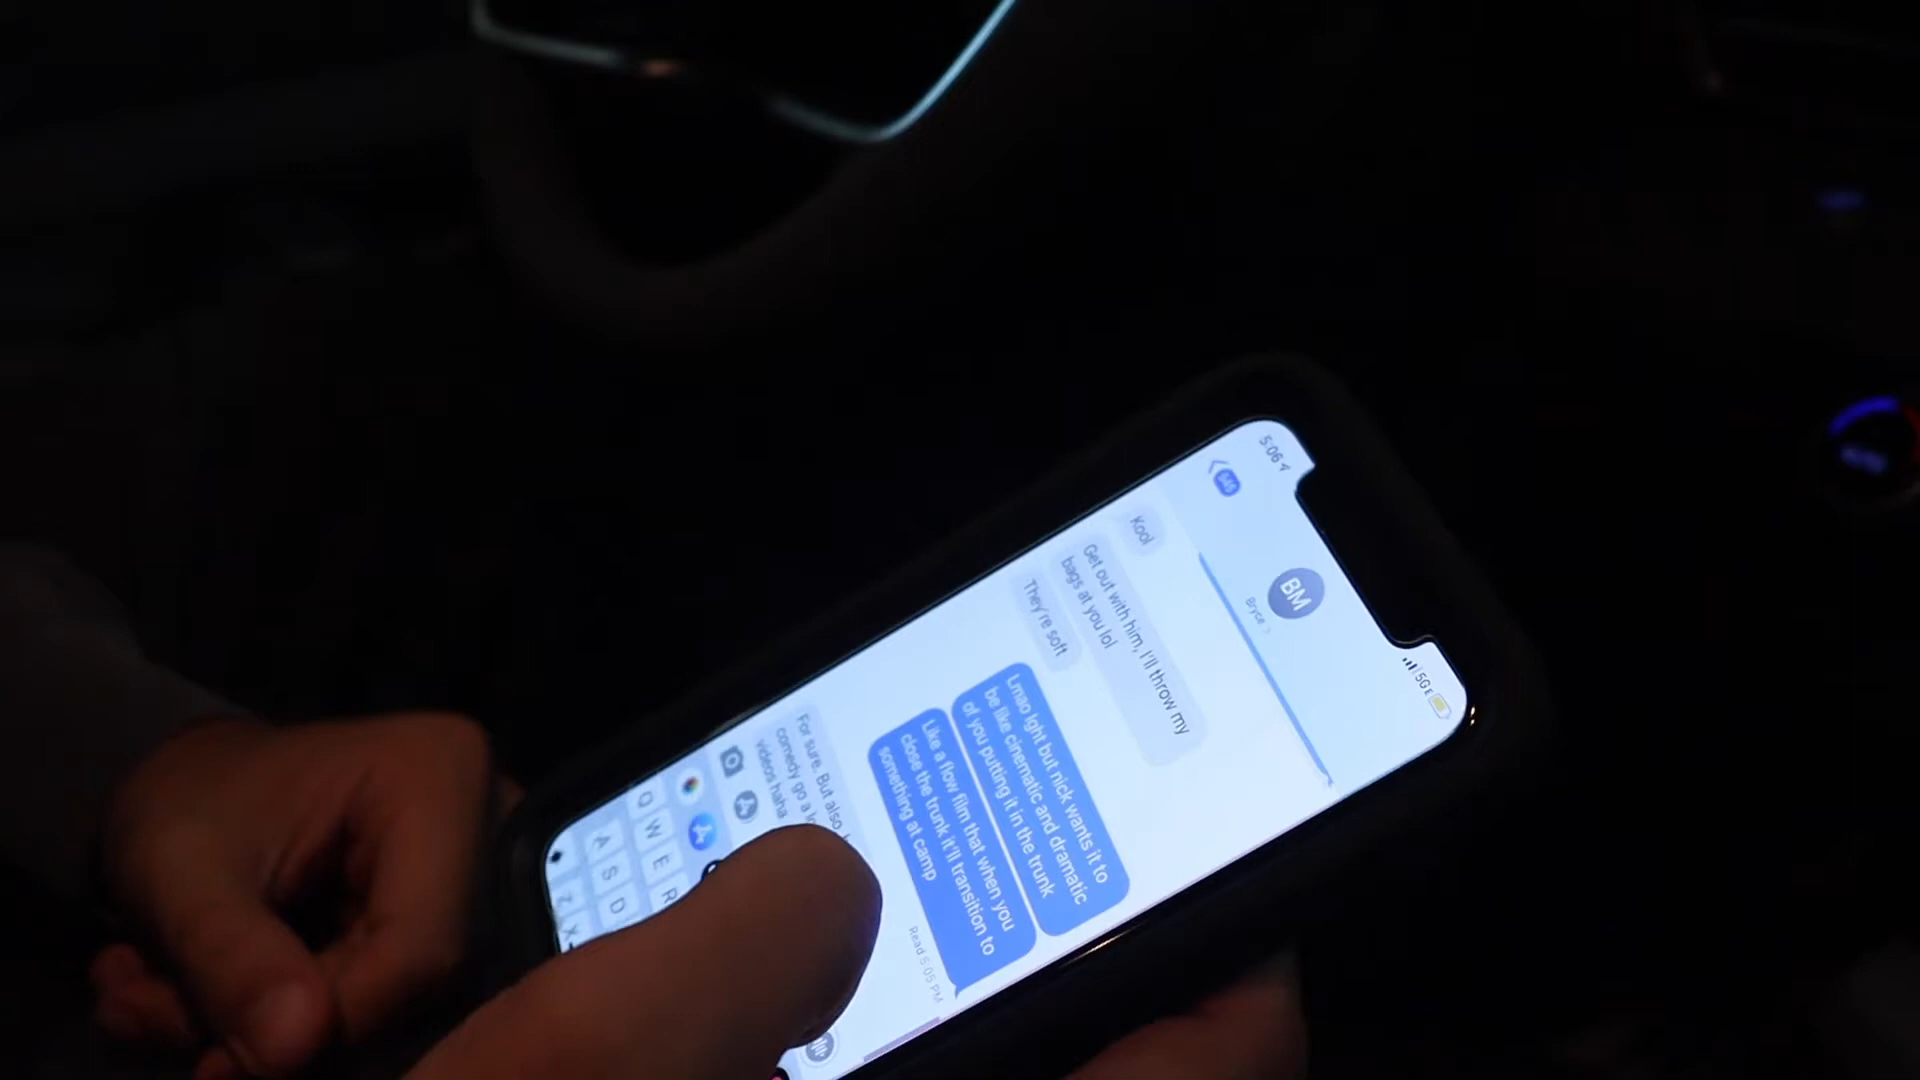 5:06
5G E
BM
Bryce
Kool
Get out with him, I'll throw my
bags at you lol
They're soft
Lmao Ight but nick wants it to
be like cinematic and dramatic
of you putting it in the trunk
Like a flow film that when you
close the trunk it'll transition to
something at camp
Read 5:05 PM
For sure. But also
comedy go a
videos haha
Q W E R
A S D
Z X